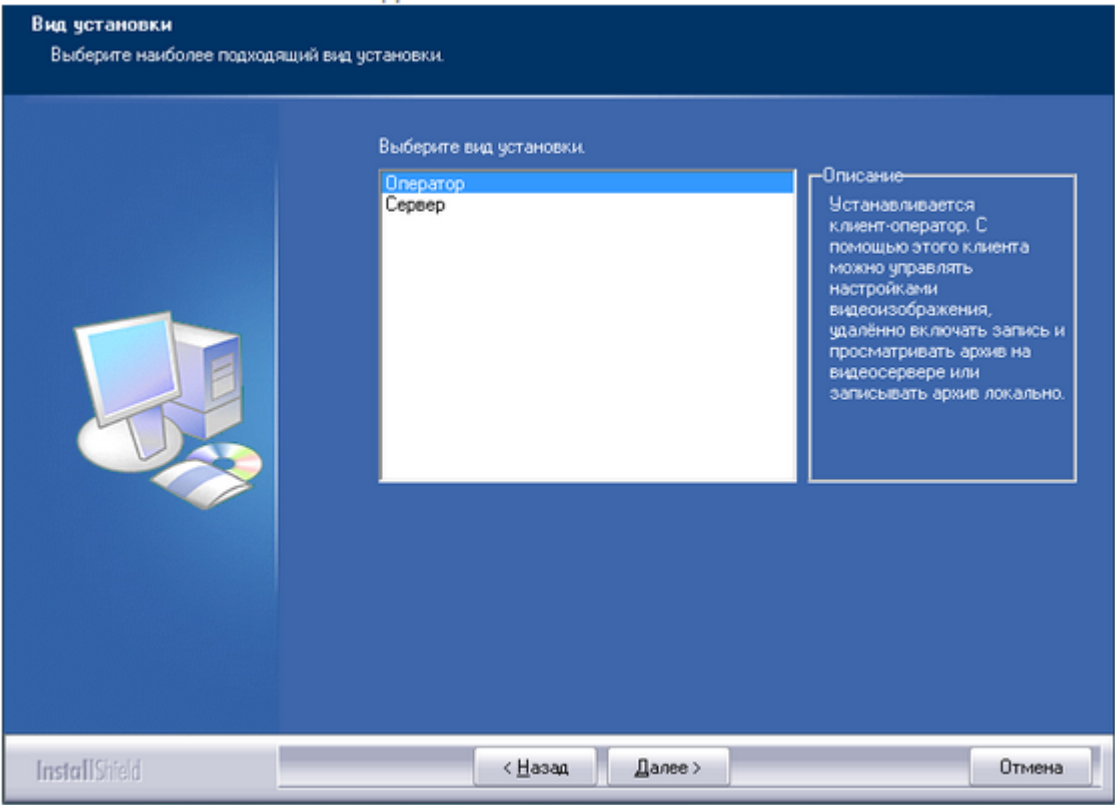 Вид установки
Выберите наиболее подходящий вид установки.
Выберите вид установки.
Оператор
Сервер
Описание
Устанавливается
клиент-оператор. С
помощью этого клиента
можно управлять
настройками
видеоизображения,
удалённо включать запись и
просматривать архив на
видеосервере или
записывать архив локально.
InstallShield
< Назад
Далее >
Отмена